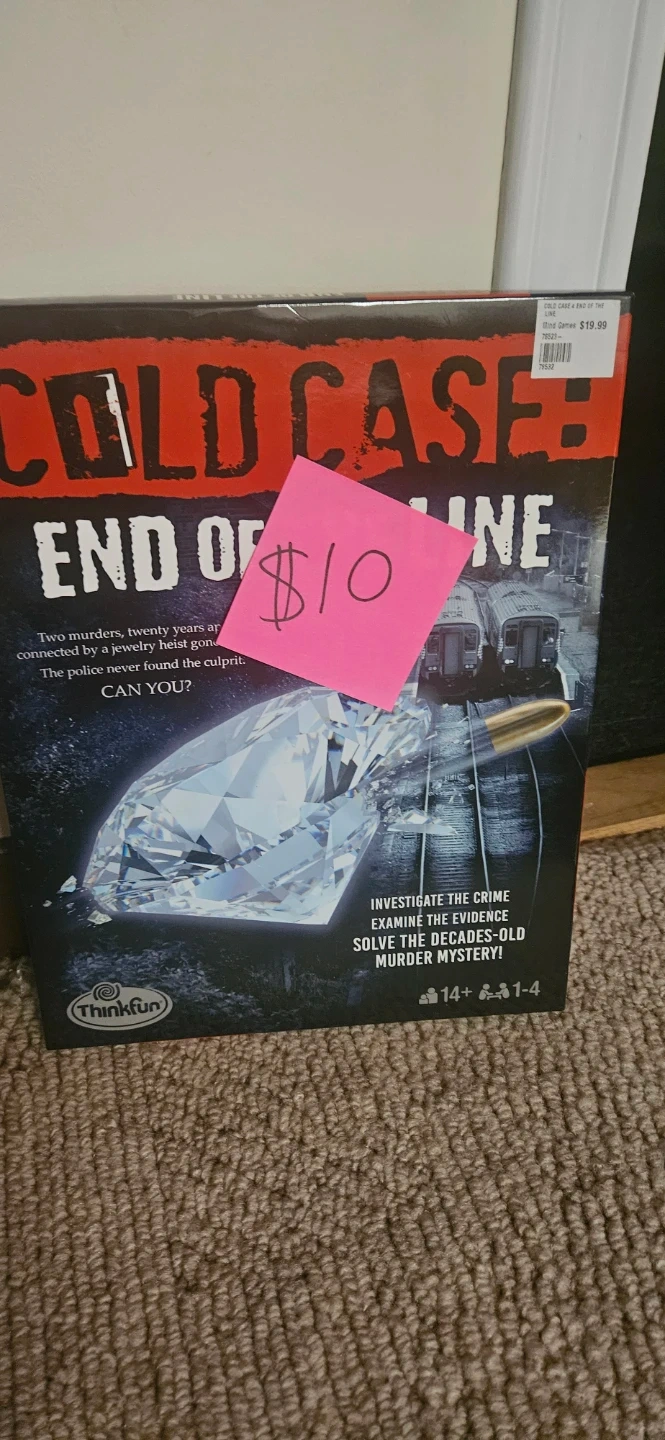 COLD CASE 4 END OF THE
LINE.
Mind Games $19.99
COLD CASE:
END OF LINE
$10
Two murders, twenty years
connected by a jewelry heist
The police never found the culprit.
CAN YOU?
INVESTIGATE THE CRIME
EXAMINE THE EVIDENCE
SOLVE THE DECADES-OLD
MURDER MYSTERY!
ThinkFun
14+ 1-4